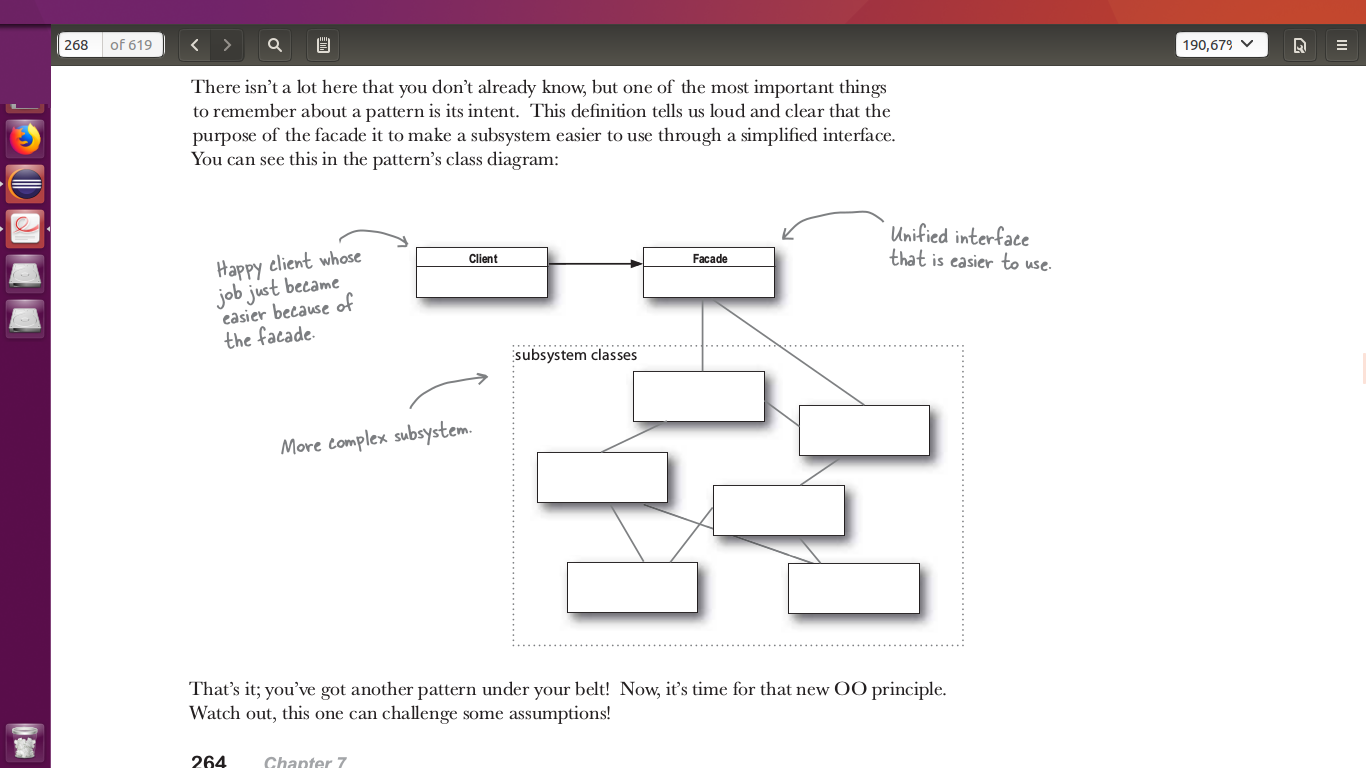 268 of 619
190,67%
There isn't a lot here that you don't already know, but one of the most important things
to remember about a pattern is its intent. This definition tells us loud and clear that the
purpose of the facade it to make a subsystem easier to use through a simplified interface.
You can see this in the pattern's class diagram:
Happy client whose
job just became
easier because of
the facade.
Client
Facade
Unified interface
that is easier to use.
subsystem classes
More complex subsystem.
That's it; you've got another pattern under your belt! Now, it's time for that new OO principle.
Watch out, this one can challenge some assumptions!
264 Chapter 7